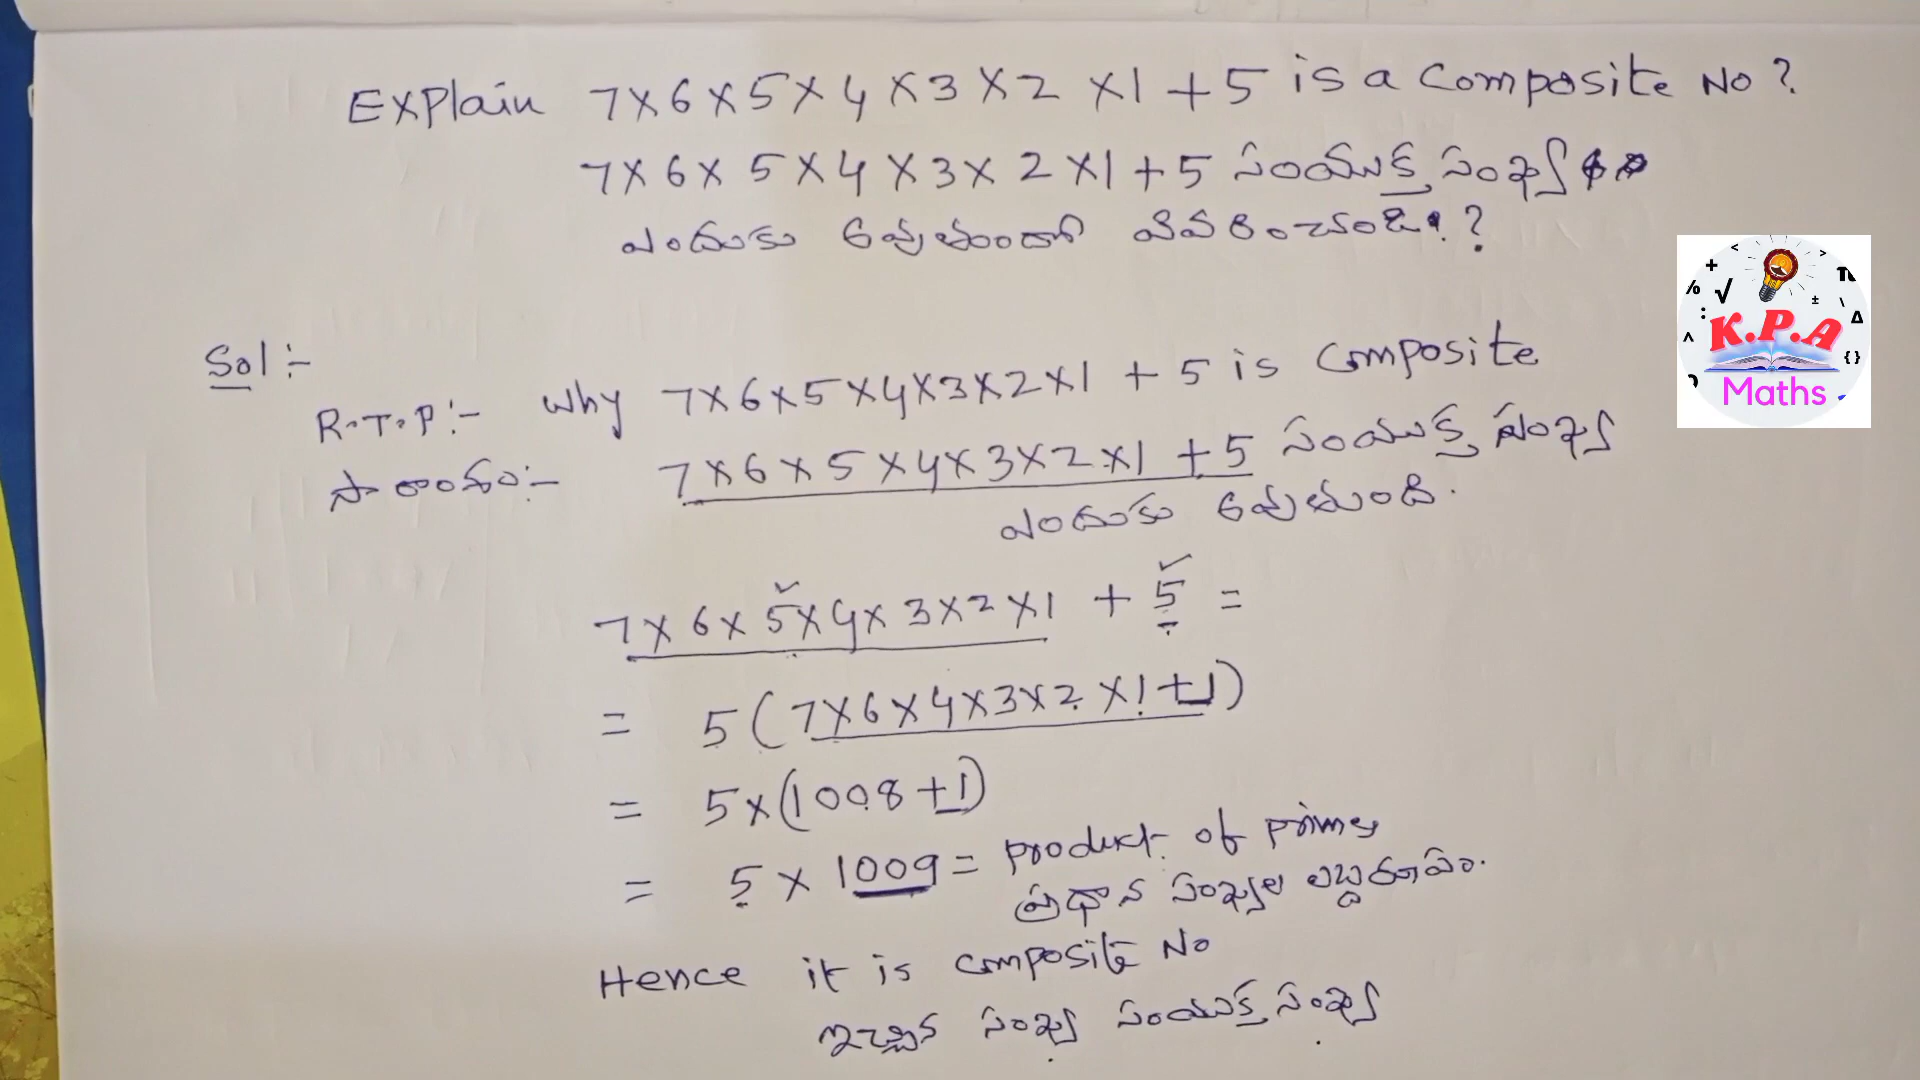 Explain 7×6×5×4×3×2×1+5 is a composite No?
7×6×5×4×3×2×1+5 సంయుక్త సంఖ్య
ఎందుకు అవుతుందో వివరించండి.?
Sol:-
R.T.P:- Why 7×6×5×4×3×2×1 + 5 is composite
సారాంశం:- 7×6×5×4×3×2×1 +5 సంయుక్త సంఖ్య
ఎందుకు అవుతుంది.
7×6×5×4×3×2×1 + 5 =
= 5(7×6×4×3×2×1+1)
= 5×(1008+1)
= 5 × 1009 = product of primes
ప్రధాన సంఖ్యల లబ్దరూపం.
Hence it is composite No
ఇచ్చిన సంఖ్య సంయుక్త సంఖ్య
K.P.A
Maths